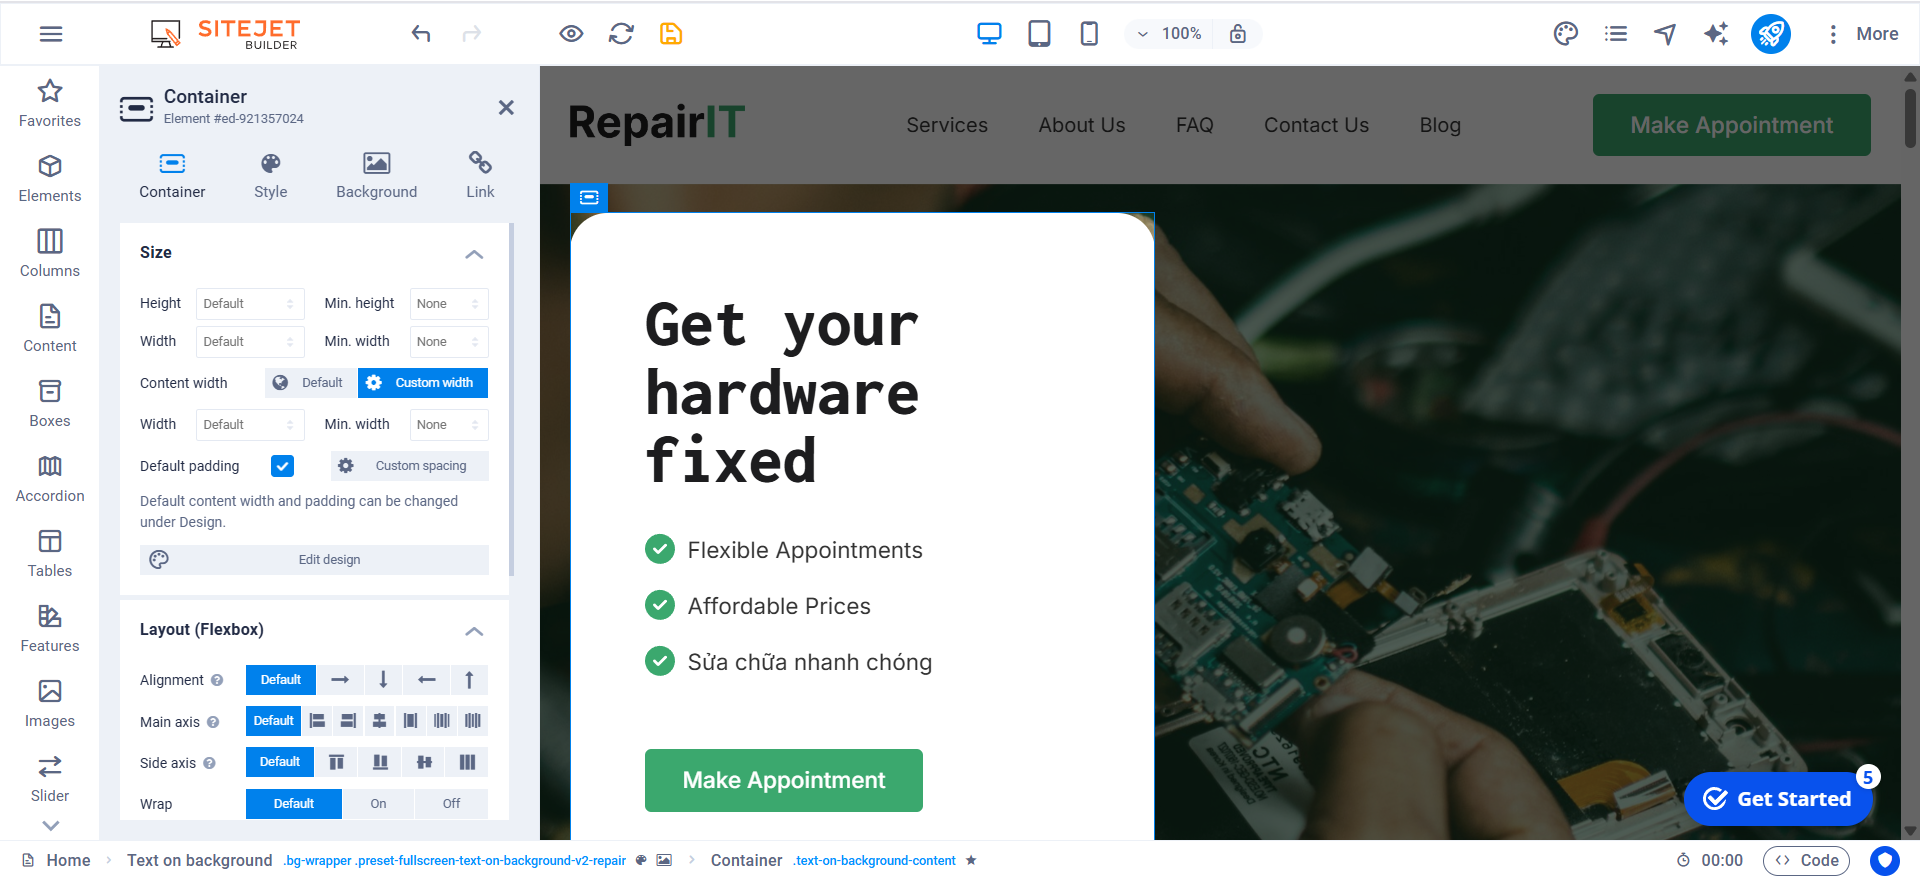 SITEJET
BUILDER
100%
More
Favorites
Elements
Columns
Content
Boxes
Accordion
Tables
Features
Images
Slider
Container
Element #ed-921357024
Container
Style
Background
Link
Size
Height Default Min. height None
Width Default Min. width None
Content width Default Custom width
Width Default Min. width None
Default padding Custom spacing
Default content width and padding can be changed
under Design.
Edit design
Layout (Flexbox)
Alignment Default
Main axis Default
Side axis Default
Wrap Default On Off
RepairIT
Services
About Us
FAQ
Contact Us
Blog
Make Appointment
Get your
hardware
fixed
Flexible Appointments
Affordable Prices
Sửa chữa nhanh chóng
Make Appointment
5
Get Started
Home
Text on background .bg-wrapper .preset-fullscreen-text-on-background-v2-repair
Container .text-on-background-content
00:00
Code